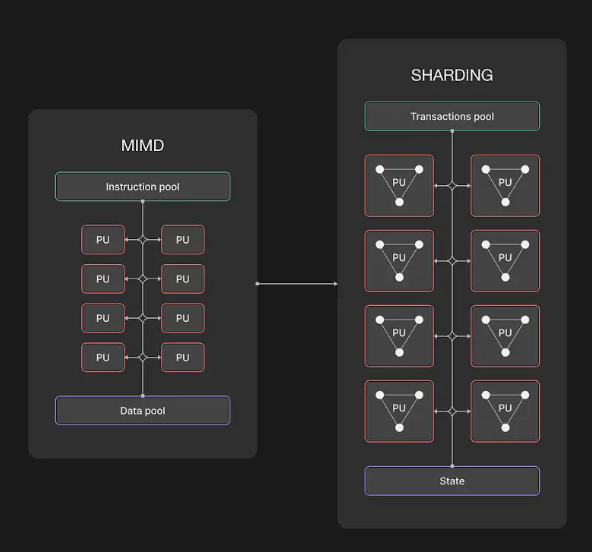 MIMD
Instruction pool
PU PU
PU PU
PU PU
PU PU
Data pool
SHARDING
Transactions pool
PU PU
PU PU
PU PU
PU PU
State